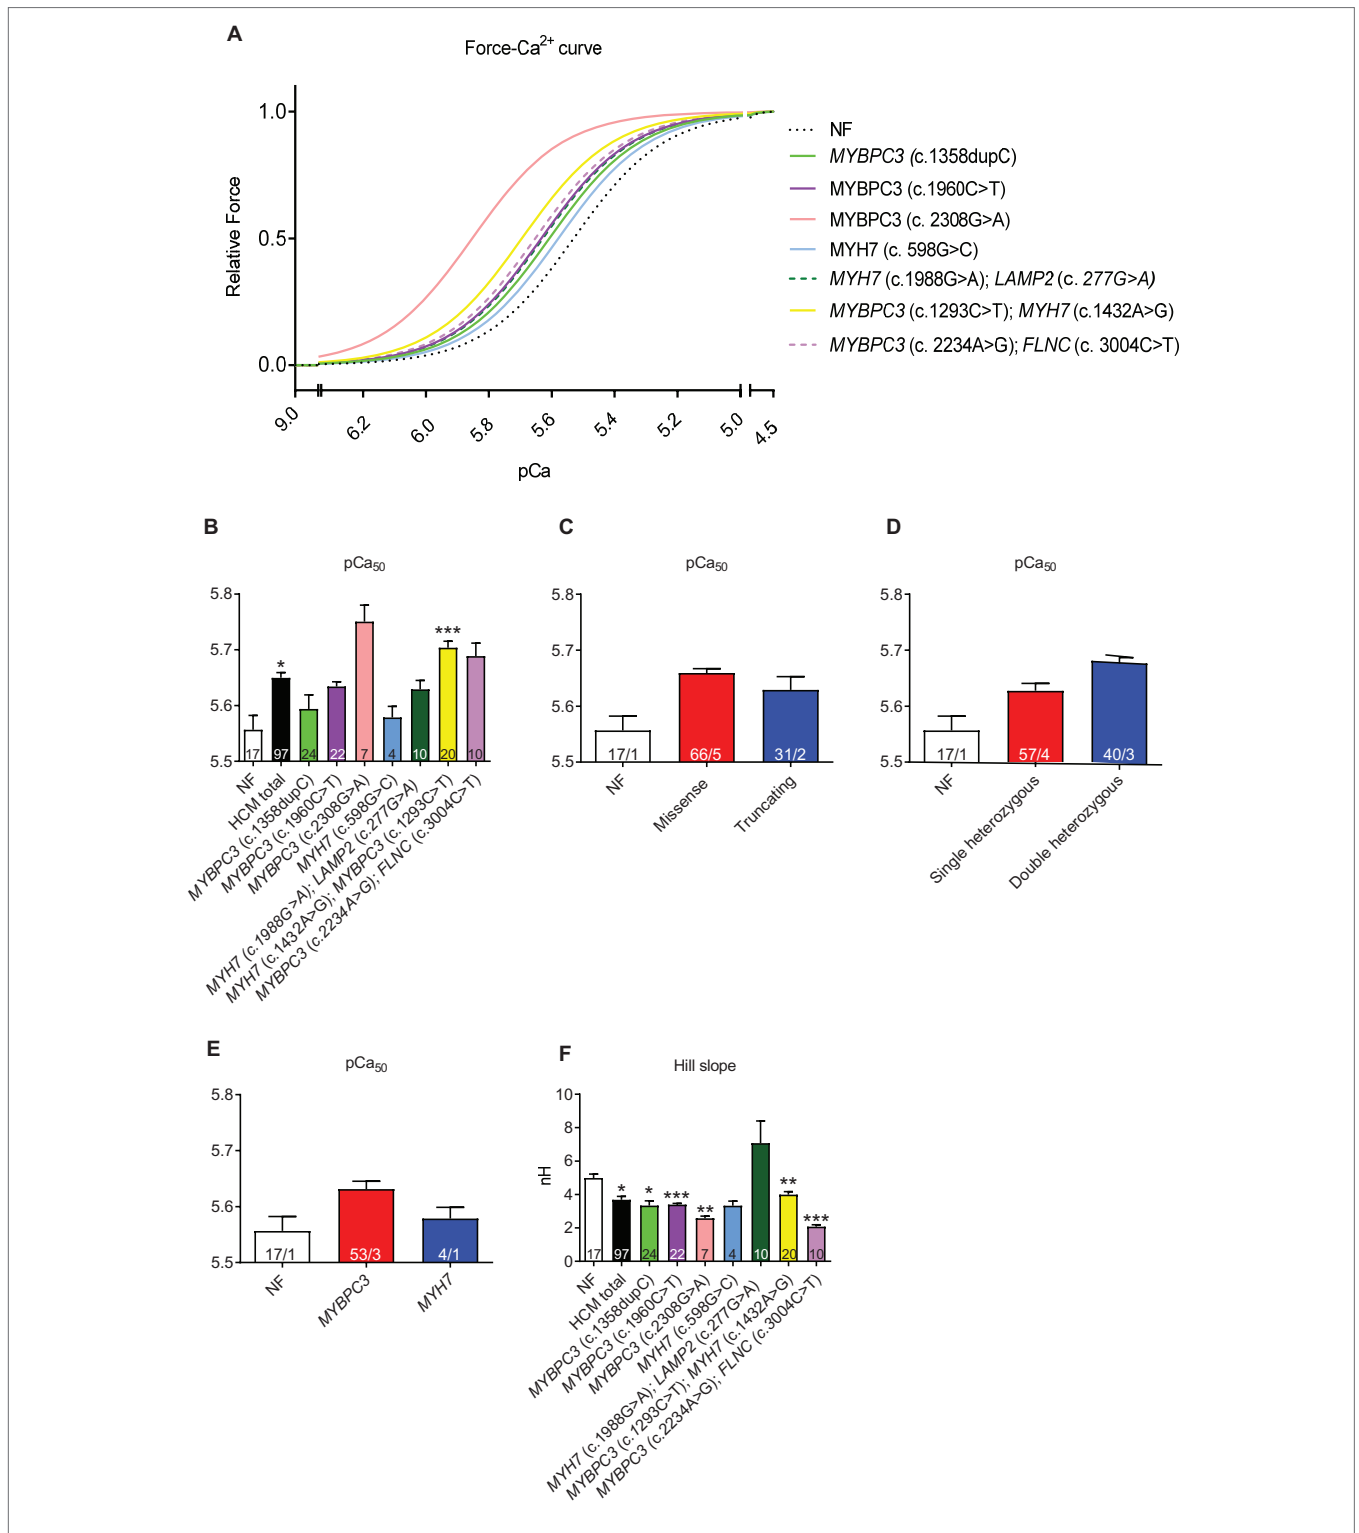 A
Force-Ca2+ curve
Relative Force
1.0
0.5
0.0
9.0 6.2 6.0 5.8 5.6 5.4 5.2 5.0 4.5
pCa
NF
MYBPC3 (c.1358dupC)
MYBPC3 (c.1960C>T)
MYBPC3 (c. 2308G>A)
MYH7 (c. 598G>C)
MYH7 (c.1988G>A); LAMP2 (c. 277G>A)
MYBPC3 (c.1293C>T); MYH7 (c.1432A>G)
MYBPC3 (c. 2234A>G); FLNC (c. 3004C>T)
B
pCa50
5.8
5.7
5.6
5.5
*
***
17 97 24 22 7 4 10 20 10
NF
HCM total
MYBPC3 (c.1358dupC)
MYBPC3 (c.1960C>T)
MYBPC3 (c.2308G>A)
MYH7 (c.598G>C)
MYH7 (c.1988G>A); LAMP2 (c.277G>A)
MYH7 (c.1432A>G); MYBPC3 (c.1293C>T)
MYBPC3 (c.2234A>G); FLNC (c.3004C>T)
C
pCa50
5.8
5.7
5.6
5.5
17/1 66/5 31/2
NF
Missense
Truncating
D
pCa50
5.8
5.7
5.6
5.5
17/1 57/4 40/3
NF
Single heterozygous
Double heterozygous
E
pCa50
5.8
5.7
5.6
5.5
17/1 53/3 4/1
NF
MYBPC3
MYH7
F
Hill slope
nH
10
8
6
4
2
0
* * *** ** ** ***
17 97 24 22 7 4 10 20 10
NF
HCM total
MYBPC3 (c.1358dupC)
MYBPC3 (c.1960C>T)
MYBPC3 (c.2308G>A)
MYH7 (c.598G>C)
MYH7 (c.1988G>A); LAMP2 (c.277G>A)
MYBPC3 (c.1293C>T); MYH7 (c.1432A>G)
MYBPC3 (c.2234A>G); FLNC (c.3004C>T)